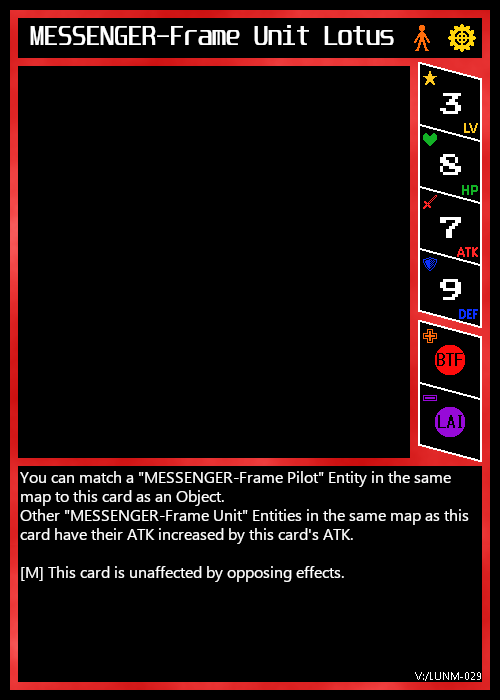 MESSENGER-Frame Unit Lotus
3
LV
8
HP
7
ATK
9
DEF
BTF
LAI
You can match a "MESSENGER-Frame Pilot" Entity in the same
map to this card as an Object.
Other "MESSENGER-Frame Unit" Entities in the same map as this
card have their ATK increased by this card's ATK.
[M] This card is unaffected by opposing effects.
V:/LUNM-029